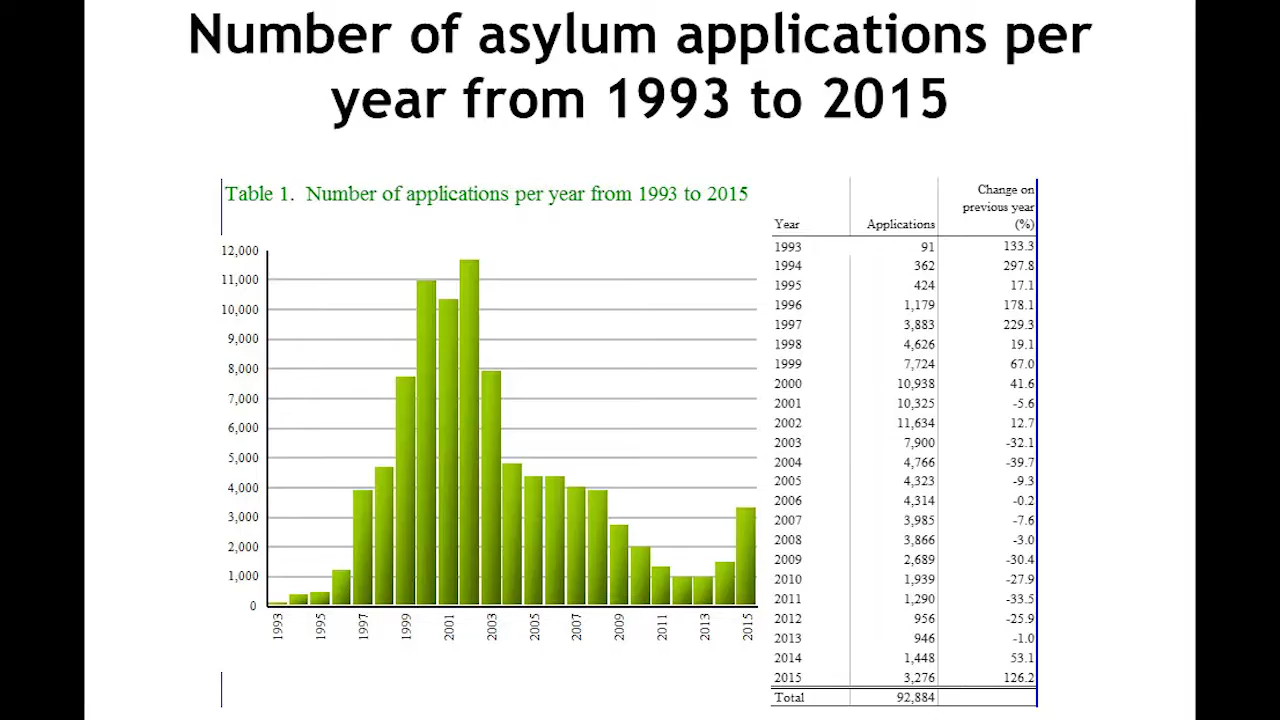 Number of asylum applications per
year from 1993 to 2015
Table 1. Number of applications per year from 1993 to 2015
12,000
11,000
10,000
9,000
8,000
7,000
6,000
5,000
4,000
3,000
2,000
1,000
0
1993
1995
1997
1999
2001
2003
2005
2007
2009
2011
2013
2015
Change on
previous year
Year Applications (%)
1993 91 133.3
1994 362 297.8
1995 424 17.1
1996 1,179 178.1
1997 3,883 229.3
1998 4,626 19.1
1999 7,724 67.0
2000 10,938 41.6
2001 10,325 -5.6
2002 11,634 12.7
2003 7,900 -32.1
2004 4,766 -39.7
2005 4,323 -9.3
2006 4,314 -0.2
2007 3,985 -7.6
2008 3,866 -3.0
2009 2,689 -30.4
2010 1,939 -27.9
2011 1,290 -33.5
2012 956 -25.9
2013 946 -1.0
2014 1,448 53.1
2015 3,276 126.2
Total 92,884